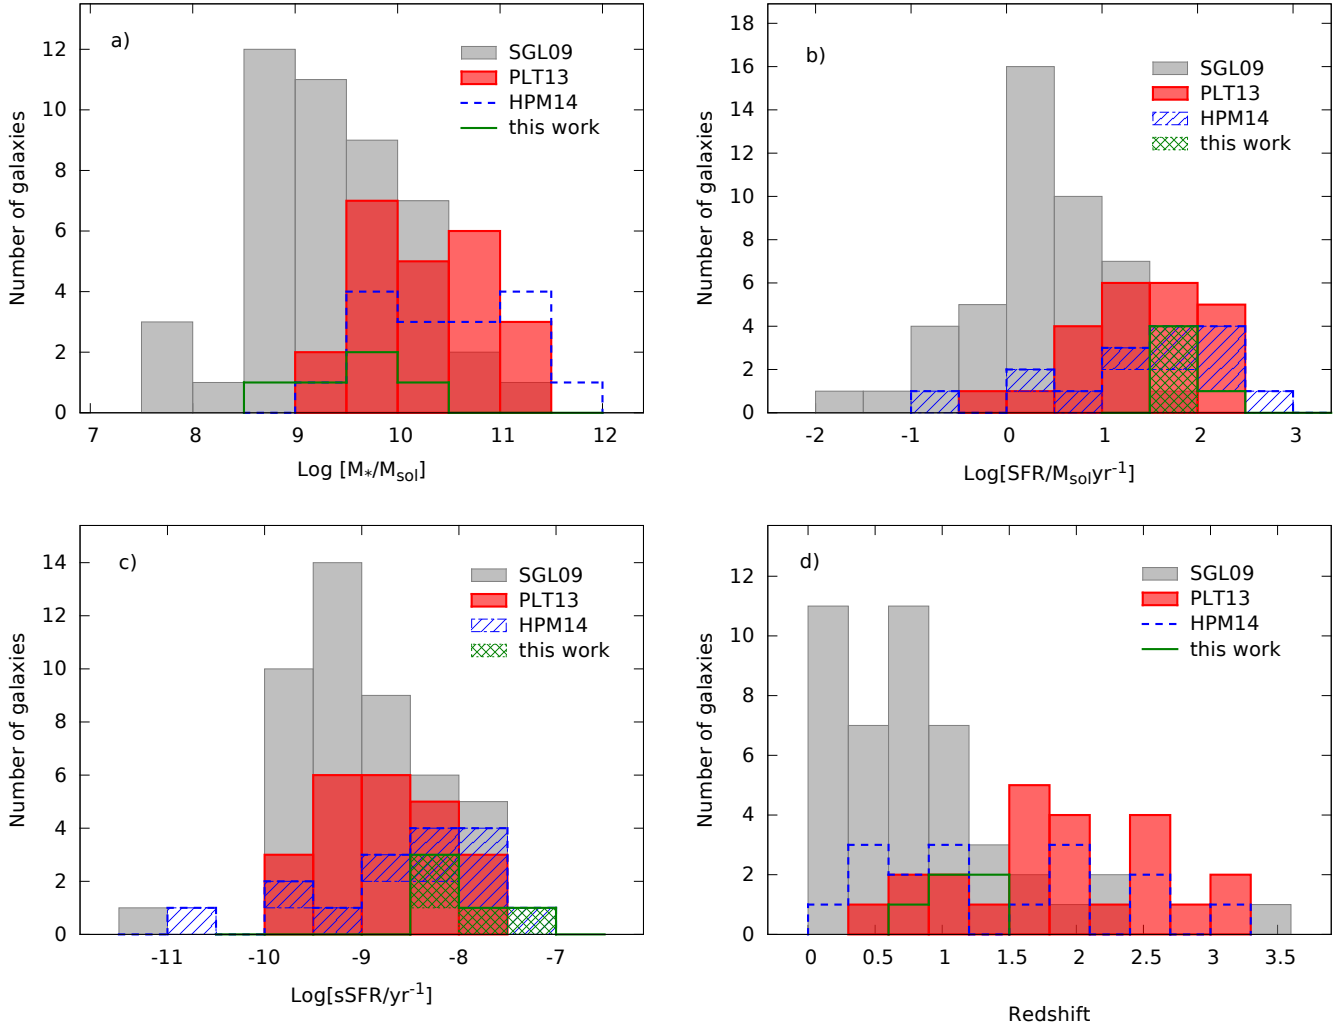 a)
SGL09
PLT13
HPM14
this work
Number of galaxies
0
2
4
6
8
10
12
7
8
9
10
11
12
Log [M*/Msol]
b)
SGL09
PLT13
HPM14
this work
Number of galaxies
0
2
4
6
8
10
12
14
16
18
-2
-1
0
1
2
3
Log[SFR/Msolyr-1]
c)
SGL09
PLT13
HPM14
this work
Number of galaxies
0
2
4
6
8
10
12
14
-11
-10
-9
-8
-7
Log[sSFR/yr-1]
d)
SGL09
PLT13
HPM14
this work
Number of galaxies
0
2
4
6
8
10
12
0
0.5
1
1.5
2
2.5
3
3.5
Redshift